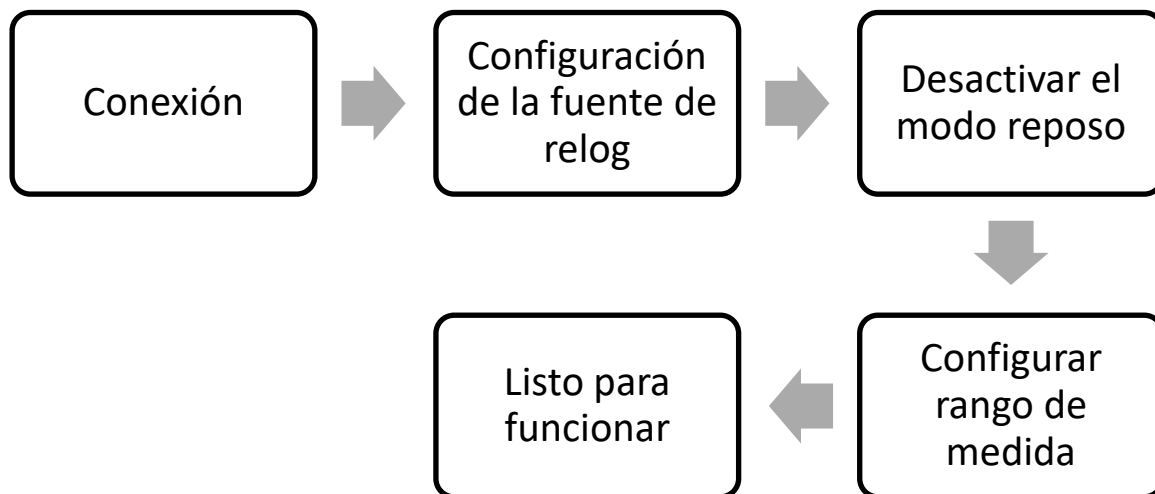 Conexión
Configuración
de la fuente de
relog
Desactivar el
modo reposo
Configurar
rango de
medida
Listo para
funcionar